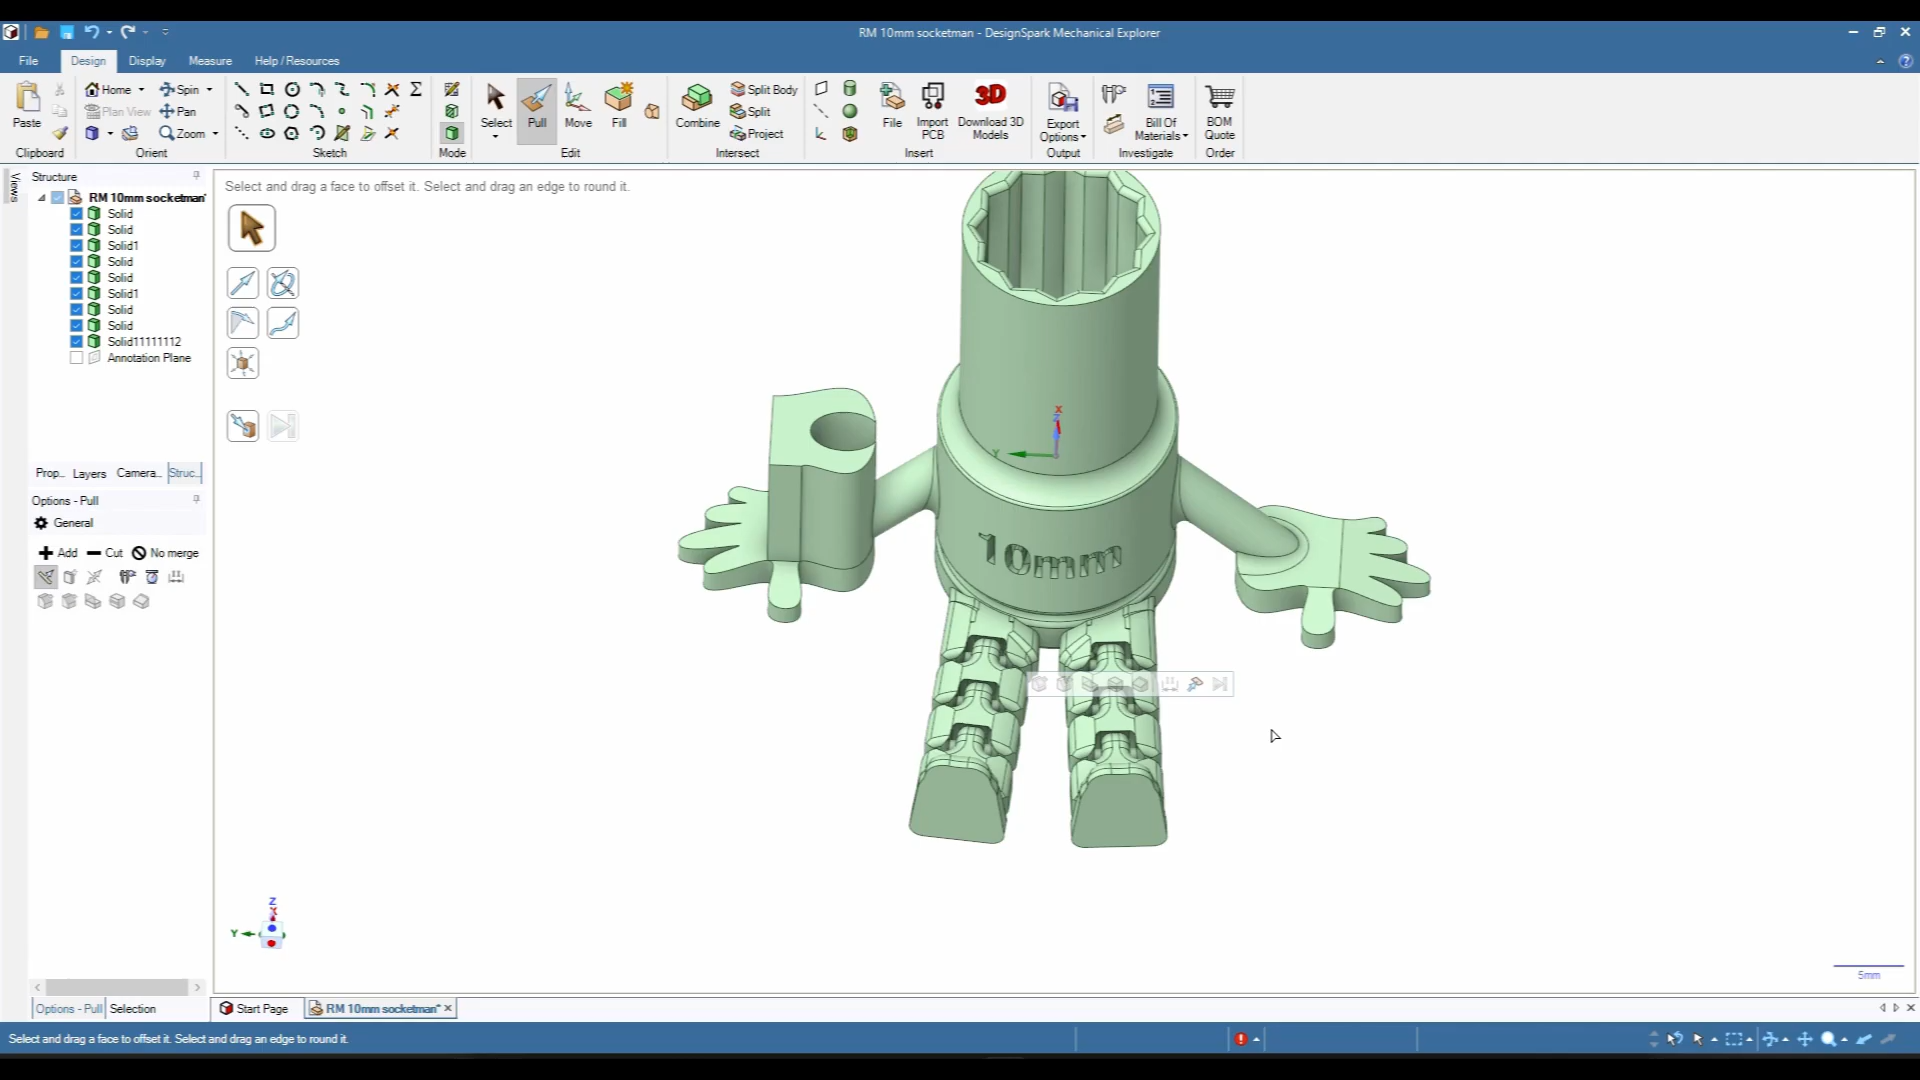 RM 10mm socketman - DesignSpark Mechanical Explorer
File Design Display Measure Help / Resources
Paste
Clipboard
Home
Plan View
Spin
Pan
Zoom
Orient
Sketch
Mode
Select
Pull
Move
Fill
Edit
Combine
Split Body
Split
Project
Intersect
File
Import PCB
3D
Download 3D Models
Insert
Export Options
Output
Bill Of Materials
Investigate
BOM Quote
Order
Views
Structure
RM 10mm socketman*
Solid
Solid
Solid1
Solid
Solid
Solid1
Solid
Solid
Solid11111112
Annotation Plane
Prop... Layers Camera... Struc...
Options - Pull
General
Add Cut No merge
Select and drag a face to offset it. Select and drag an edge to round it.
X
Z
Y
10mm
Z
X
Y
5mm
Options - Pull Selection
Start Page RM 10mm socketman*
Select and drag a face to offset it. Select and drag an edge to round it.